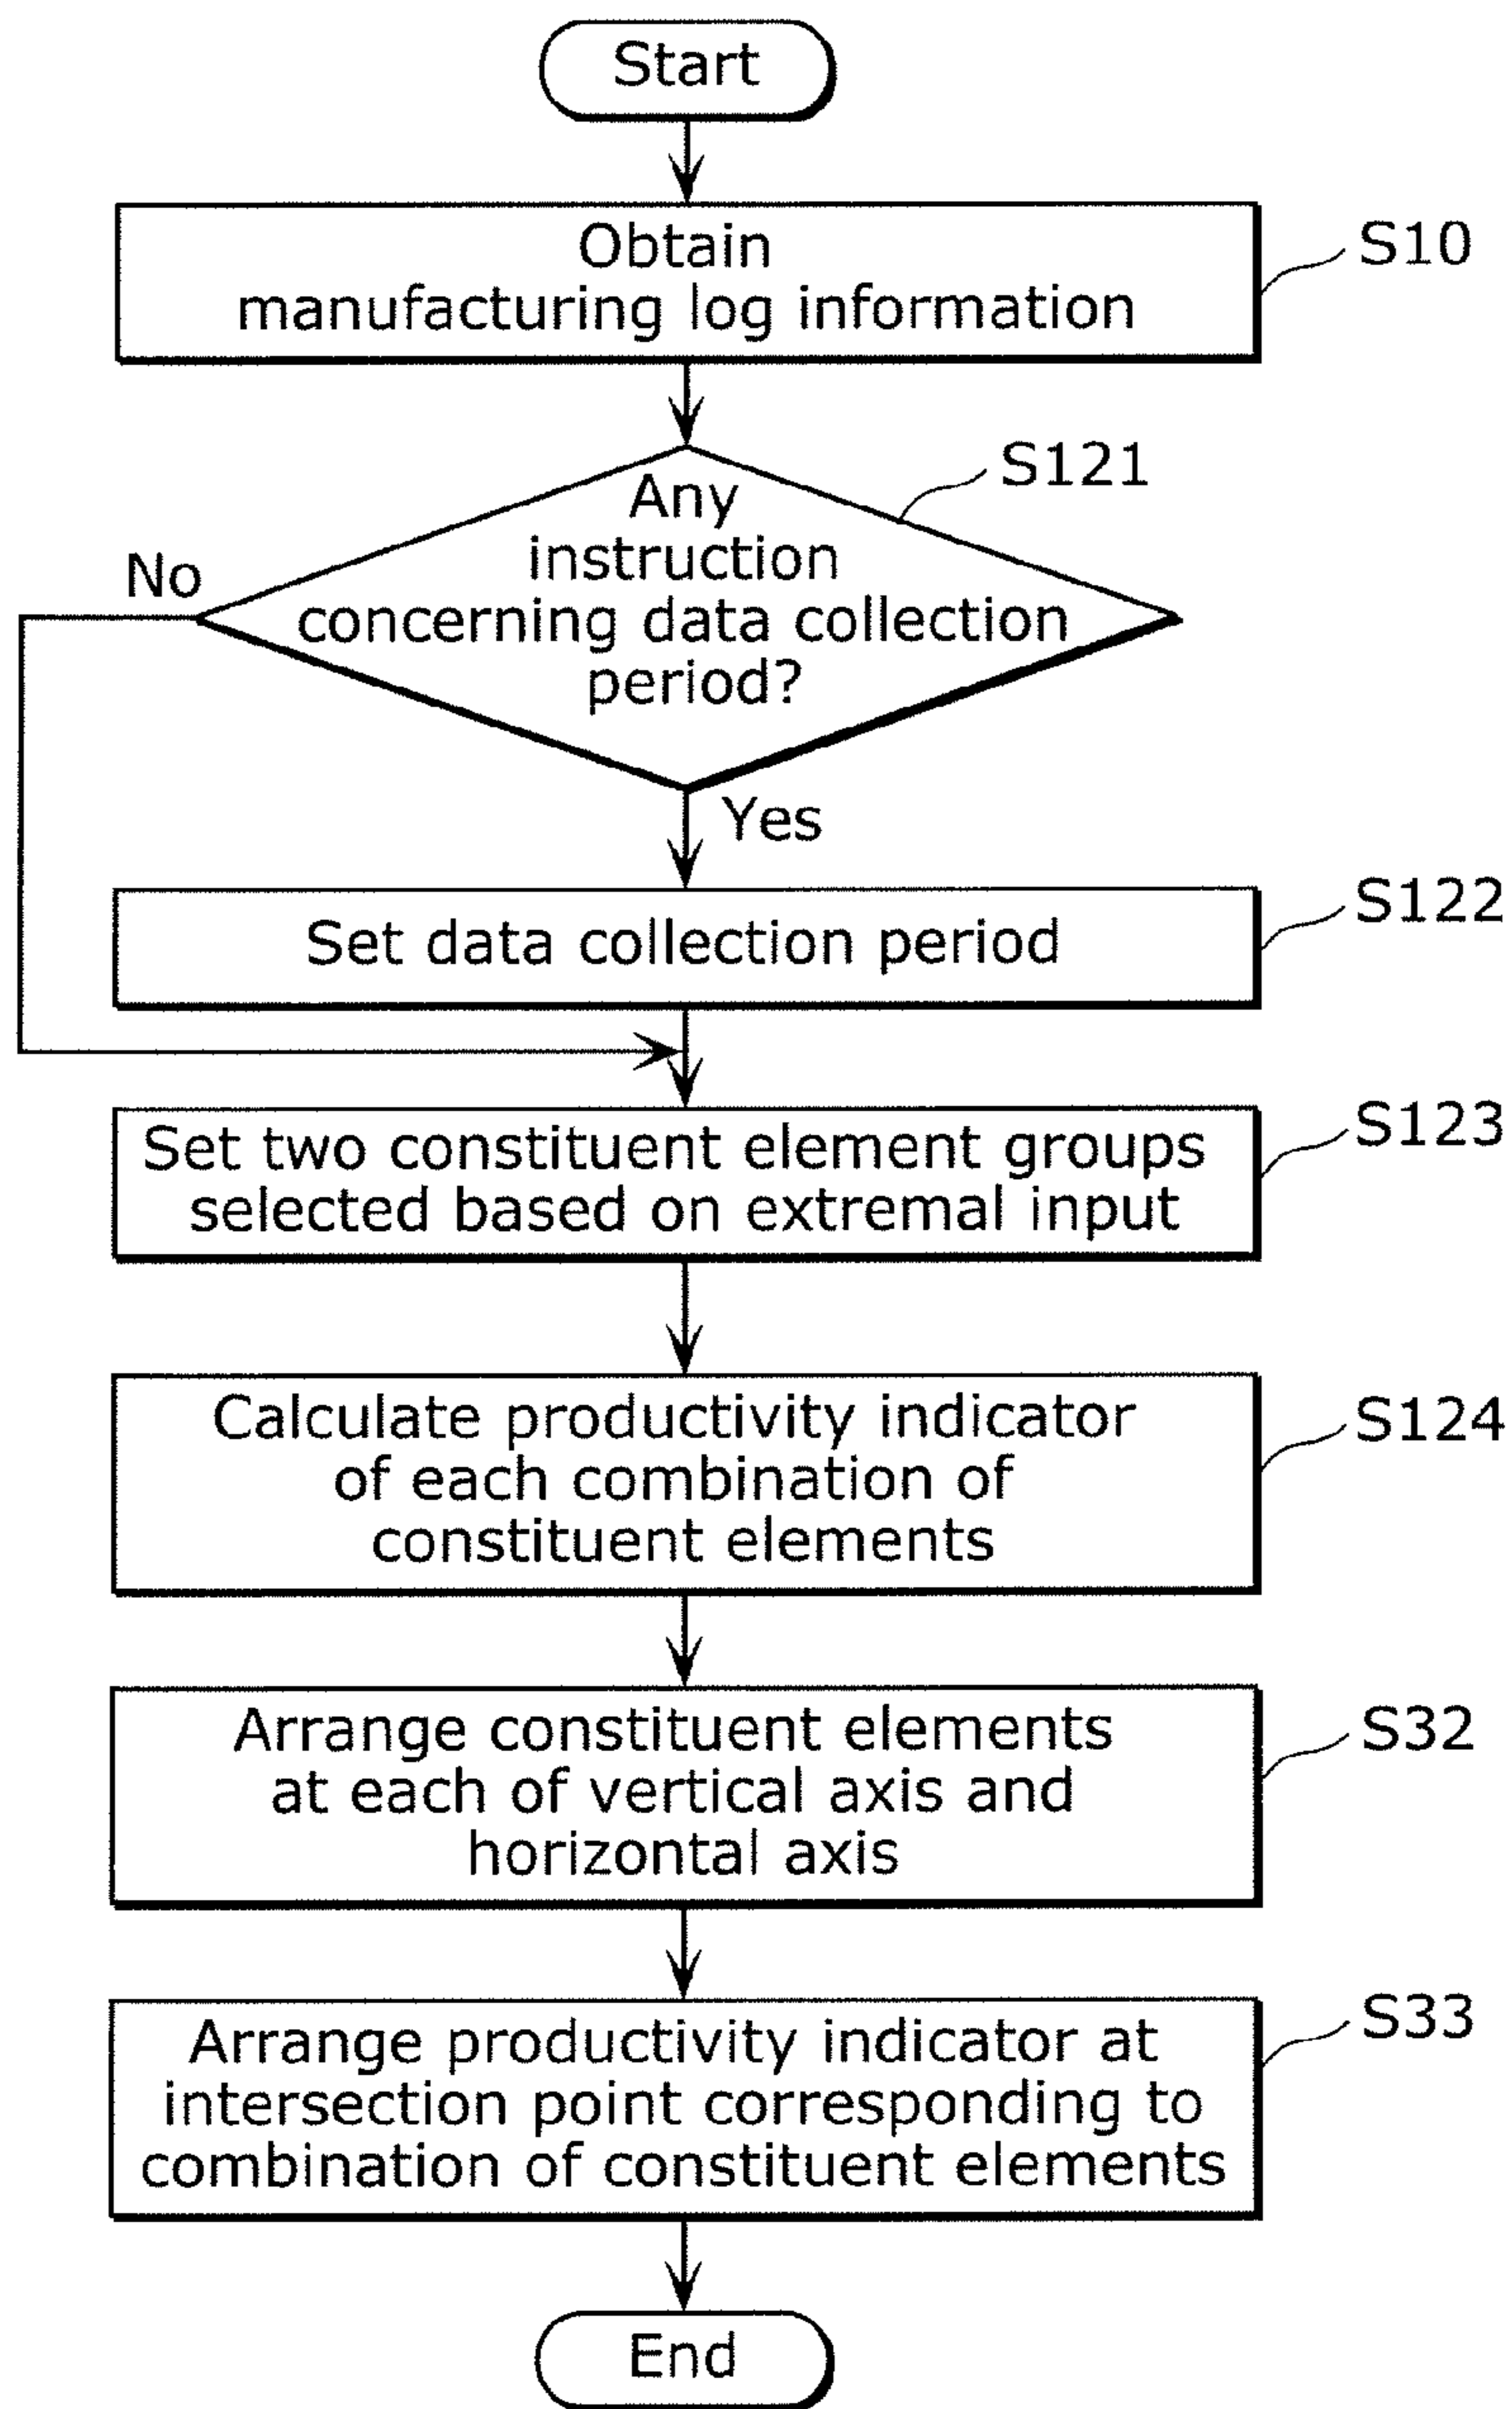 Start
Obtain
manufacturing log information
S10
Any
instruction
concerning data collection
period?
S121
No
Yes
Set data collection period
S122
Set two constituent element groups
selected based on extremal input
S123
Calculate productivity indicator
of each combination of
constituent elements
S124
Arrange constituent elements
at each of vertical axis and
horizontal axis
S32
Arrange productivity indicator at
intersection point corresponding to
combination of constituent elements
S33
End